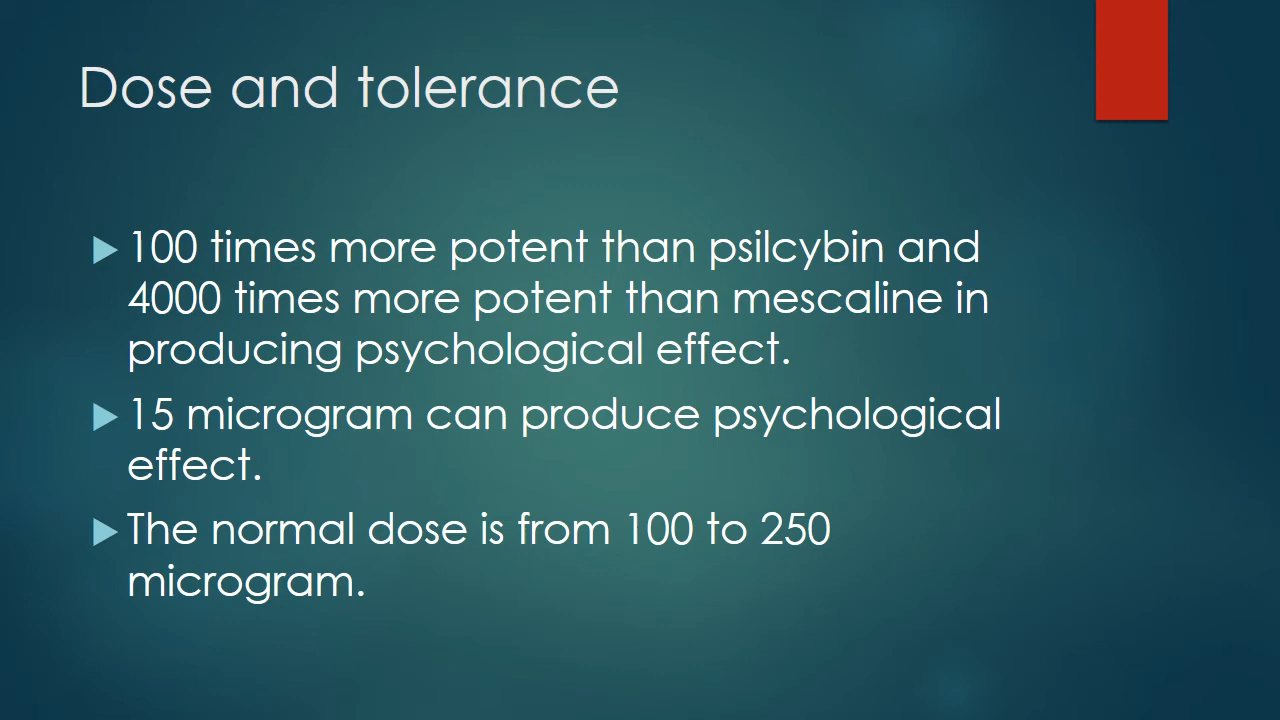 Dose and tolerance
100 times more potent than psilcybin and
4000 times more potent than mescaline in
producing psychological effect.
15 microgram can produce psychological
effect.
The normal dose is from 100 to 250
microgram.